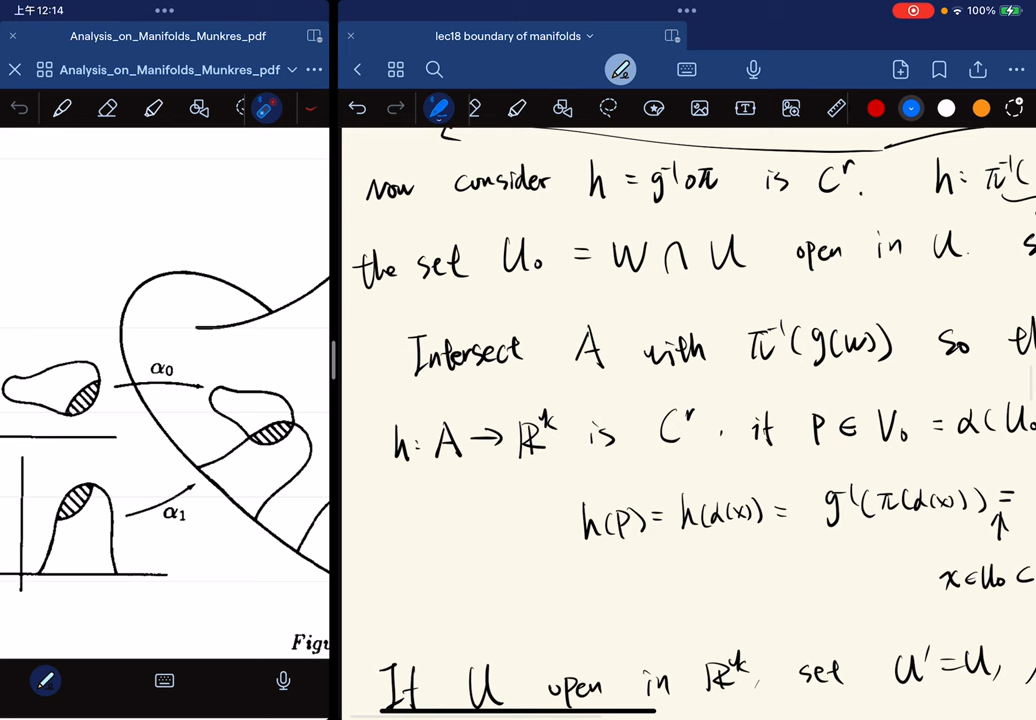 上午12:14
100%
Analysis_on_Manifolds_Munkres_pdf
lec18 boundary of manifolds
Analysis_on_Manifolds_Munkres_pdf
α₀
α₁
Figu
Now consider h = g⁻¹∘π is Cʳ. h: π⁻¹(
the set U₀ = W ∩ U open in U. s
Intersect A with π⁻¹(g(w)) so th
h: A → ℝᵏ is Cʳ, if p ∈ V₀ = α(U₀
h(p) = h(α(x)) = g⁻¹(π(α(x))) =
↑
x ∈ U₀ ⊂
If U open in ℝᵏ, set U' = U,